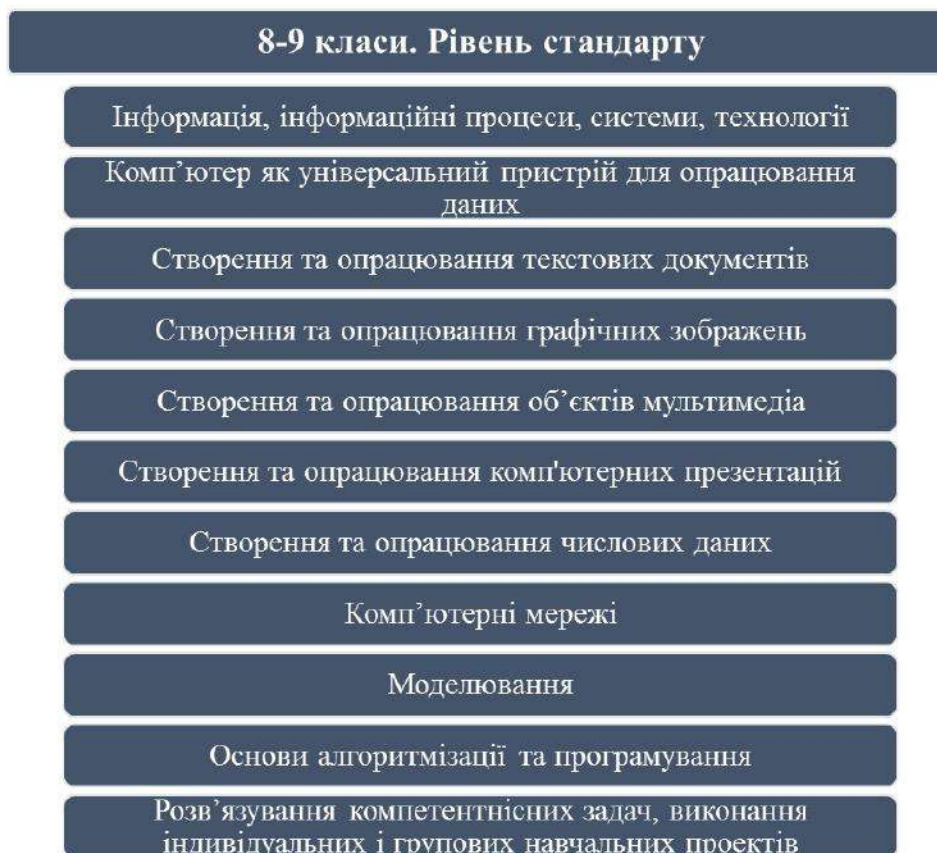 8-9 класи. Рівень стандарту
Інформація, інформаційні процеси, системи, технології
Комп’ютер як універсальний пристрій для опрацювання
даних
Створення та опрацювання текстових документів
Створення та опрацювання графічних зображень
Створення та опрацювання об’єктів мультимедіа
Створення та опрацювання комп'ютерних презентацій
Створення та опрацювання числових даних
Комп’ютерні мережі
Моделювання
Основи алгоритмізації та програмування
Розв’язування компетентнісних задач, виконання
індивідуальних і групових навчальних проектів